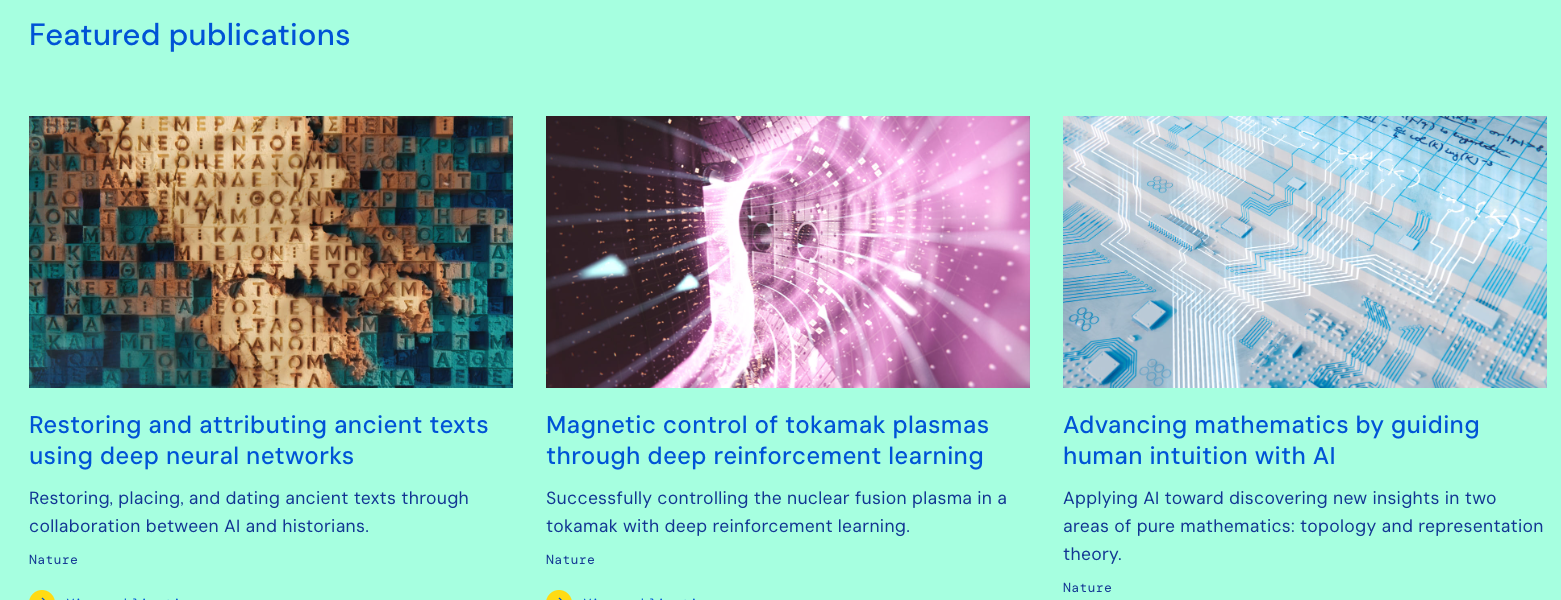 Featured publications
Restoring and attributing ancient texts
using deep neural networks
Restoring, placing, and dating ancient texts through
collaboration between AI and historians.
Nature
Magnetic control of tokamak plasmas
through deep reinforcement learning
Successfully controlling the nuclear fusion plasma in a
tokamak with deep reinforcement learning.
Nature
Advancing mathematics by guiding
human intuition with AI
Applying AI toward discovering new insights in two
areas of pure mathematics: topology and representation
theory.
Nature